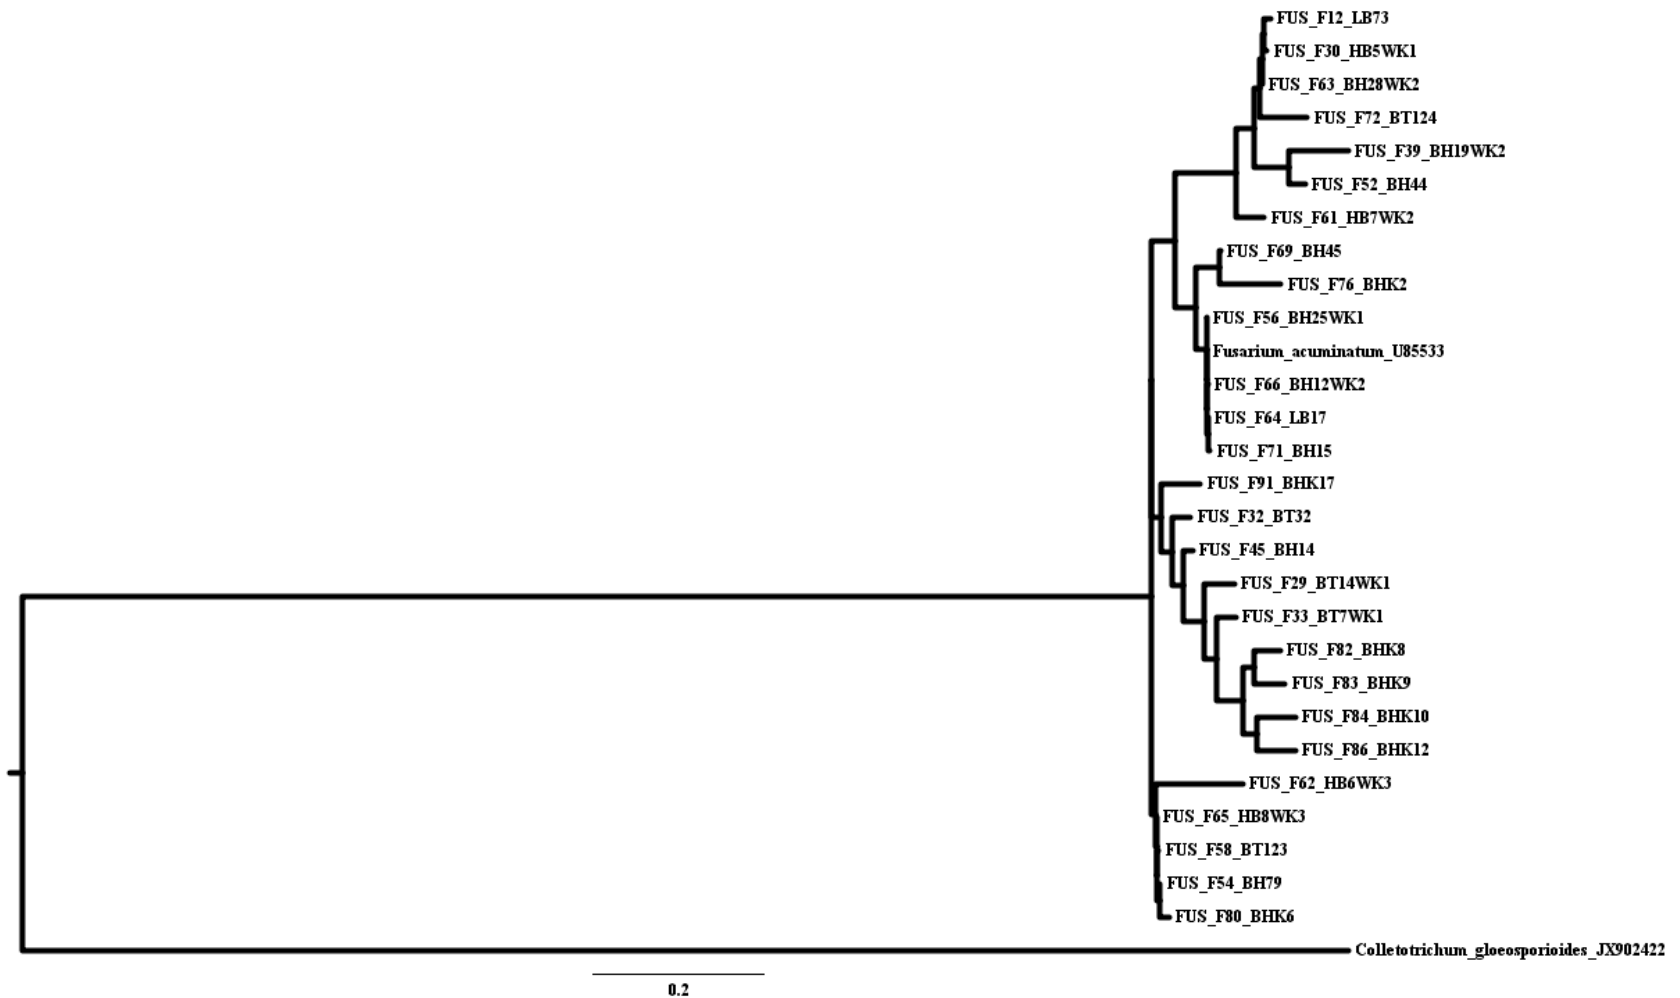 FUS_F12_LB73
FUS_F30_HB5WK1
FUS_F63_BH28WK2
FUS_F72_BT124
FUS_F39_BH19WK2
FUS_F52_BH44
FUS_F61_HB7WK2
FUS_F69_BH45
FUS_F76_BHK2
FUS_F56_BH25WK1
Fusarium_acuminatum_U85533
FUS_F66_BH12WK2
FUS_F64_LB17
FUS_F71_BH15
FUS_F91_BHK17
FUS_F32_BT32
FUS_F45_BH14
FUS_F29_BT14WK1
FUS_F33_BT7WK1
FUS_F82_BHK8
FUS_F83_BHK9
FUS_F84_BHK10
FUS_F86_BHK12
FUS_F62_HB6WK3
FUS_F65_HB8WK3
FUS_F58_BT123
FUS_F54_BH79
FUS_F80_BHK6
Colletotrichum_gloeosporioides_JX902422
0.2